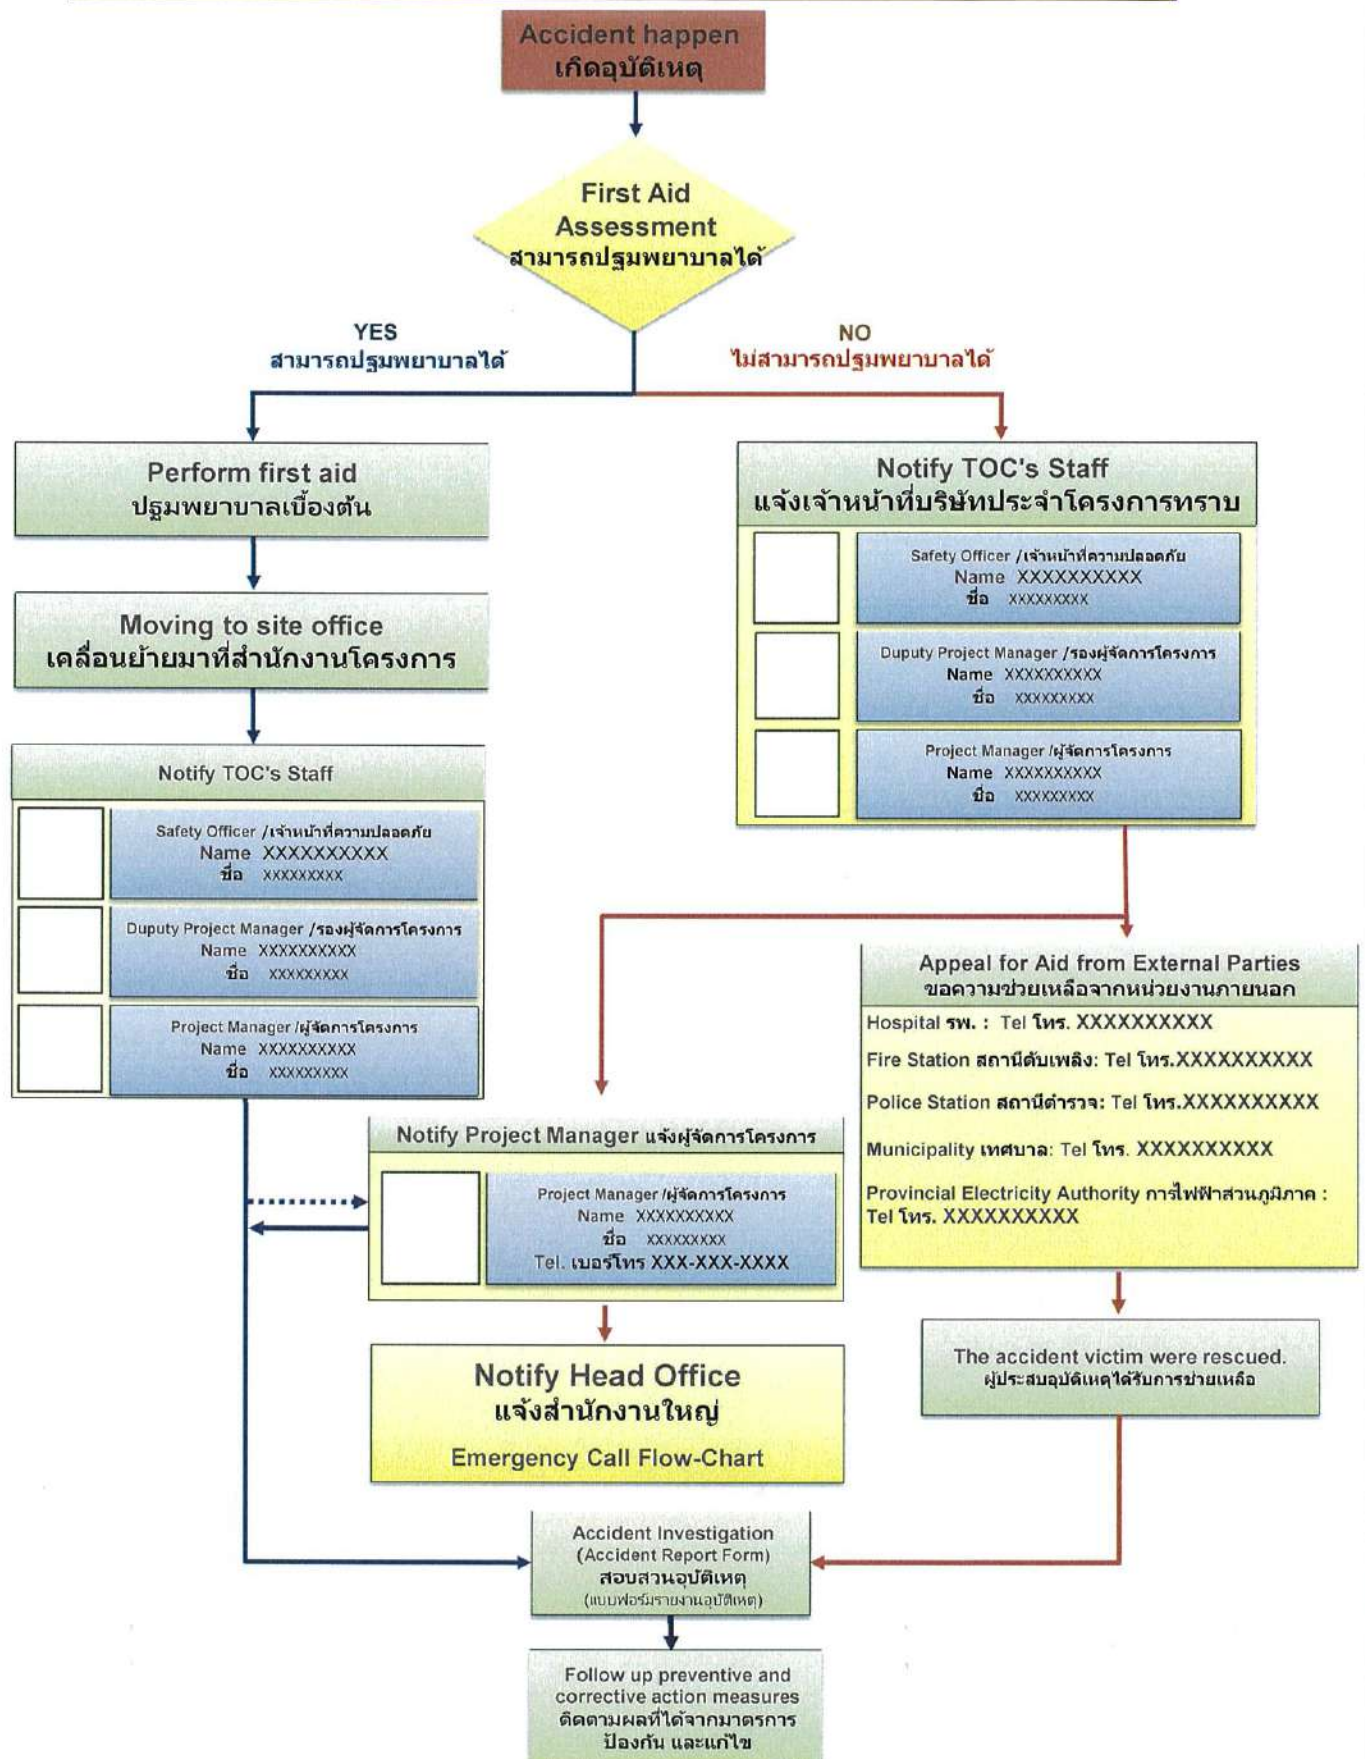 Accident happen
เกิดอุบัติเหตุ
First Aid
Assessment
สามารถปฐมพยาบาลได้
YES
สามารถปฐมพยาบาลได้
NO
ไม่สามารถปฐมพยาบาลได้
Perform first aid
ปฐมพยาบาลเบื้องต้น
Moving to site office
เคลื่อนย้ายมาที่สำนักงานโครงการ
Notify TOC's Staff
Safety Officer /เจ้าหน้าที่ความปลอดภัย
Name XXXXXXXXXX
ชื่อ XXXXXXXXX
Duputy Project Manager /รองผู้จัดการโครงการ
Name XXXXXXXXXX
ชื่อ XXXXXXXXX
Project Manager /ผู้จัดการโครงการ
Name XXXXXXXXXX
ชื่อ XXXXXXXXX
Notify TOC's Staff
แจ้งเจ้าหน้าที่บริษัทประจำโครงการทราบ
Safety Officer /เจ้าหน้าที่ความปลอดภัย
Name XXXXXXXXXX
ชื่อ XXXXXXXXX
Duputy Project Manager /รองผู้จัดการโครงการ
Name XXXXXXXXXX
ชื่อ XXXXXXXXX
Project Manager /ผู้จัดการโครงการ
Name XXXXXXXXXX
ชื่อ XXXXXXXXX
Appeal for Aid from External Parties
ขอความช่วยเหลือจากหน่วยงานภายนอก
Hospital รพ. : Tel โทร. XXXXXXXXXX
Fire Station สถานีดับเพลิง: Tel โทร.XXXXXXXXXX
Police Station สถานีตำรวจ: Tel โทร.XXXXXXXXXX
Municipality เทศบาล: Tel โทร. XXXXXXXXXX
Provincial Electricity Authority การไฟฟ้าส่วนภูมิภาค :
Tel โทร. XXXXXXXXXX
Notify Project Manager แจ้งผู้จัดการโครงการ
Project Manager /ผู้จัดการโครงการ
Name XXXXXXXXXX
ชื่อ XXXXXXXXX
Tel. เบอร์โทร XXX-XXX-XXXX
Notify Head Office
แจ้งสำนักงานใหญ่
Emergency Call Flow-Chart
The accident victim were rescued.
ผู้ประสบอุบัติเหตุได้รับการช่วยเหลือ
Accident Investigation
(Accident Report Form)
สอบสวนอุบัติเหตุ
(แบบฟอร์มรายงานอุบัติเหตุ)
Follow up preventive and
corrective action measures
ติดตามผลที่ได้จากมาตรการ
ป้องกัน และแก้ไข